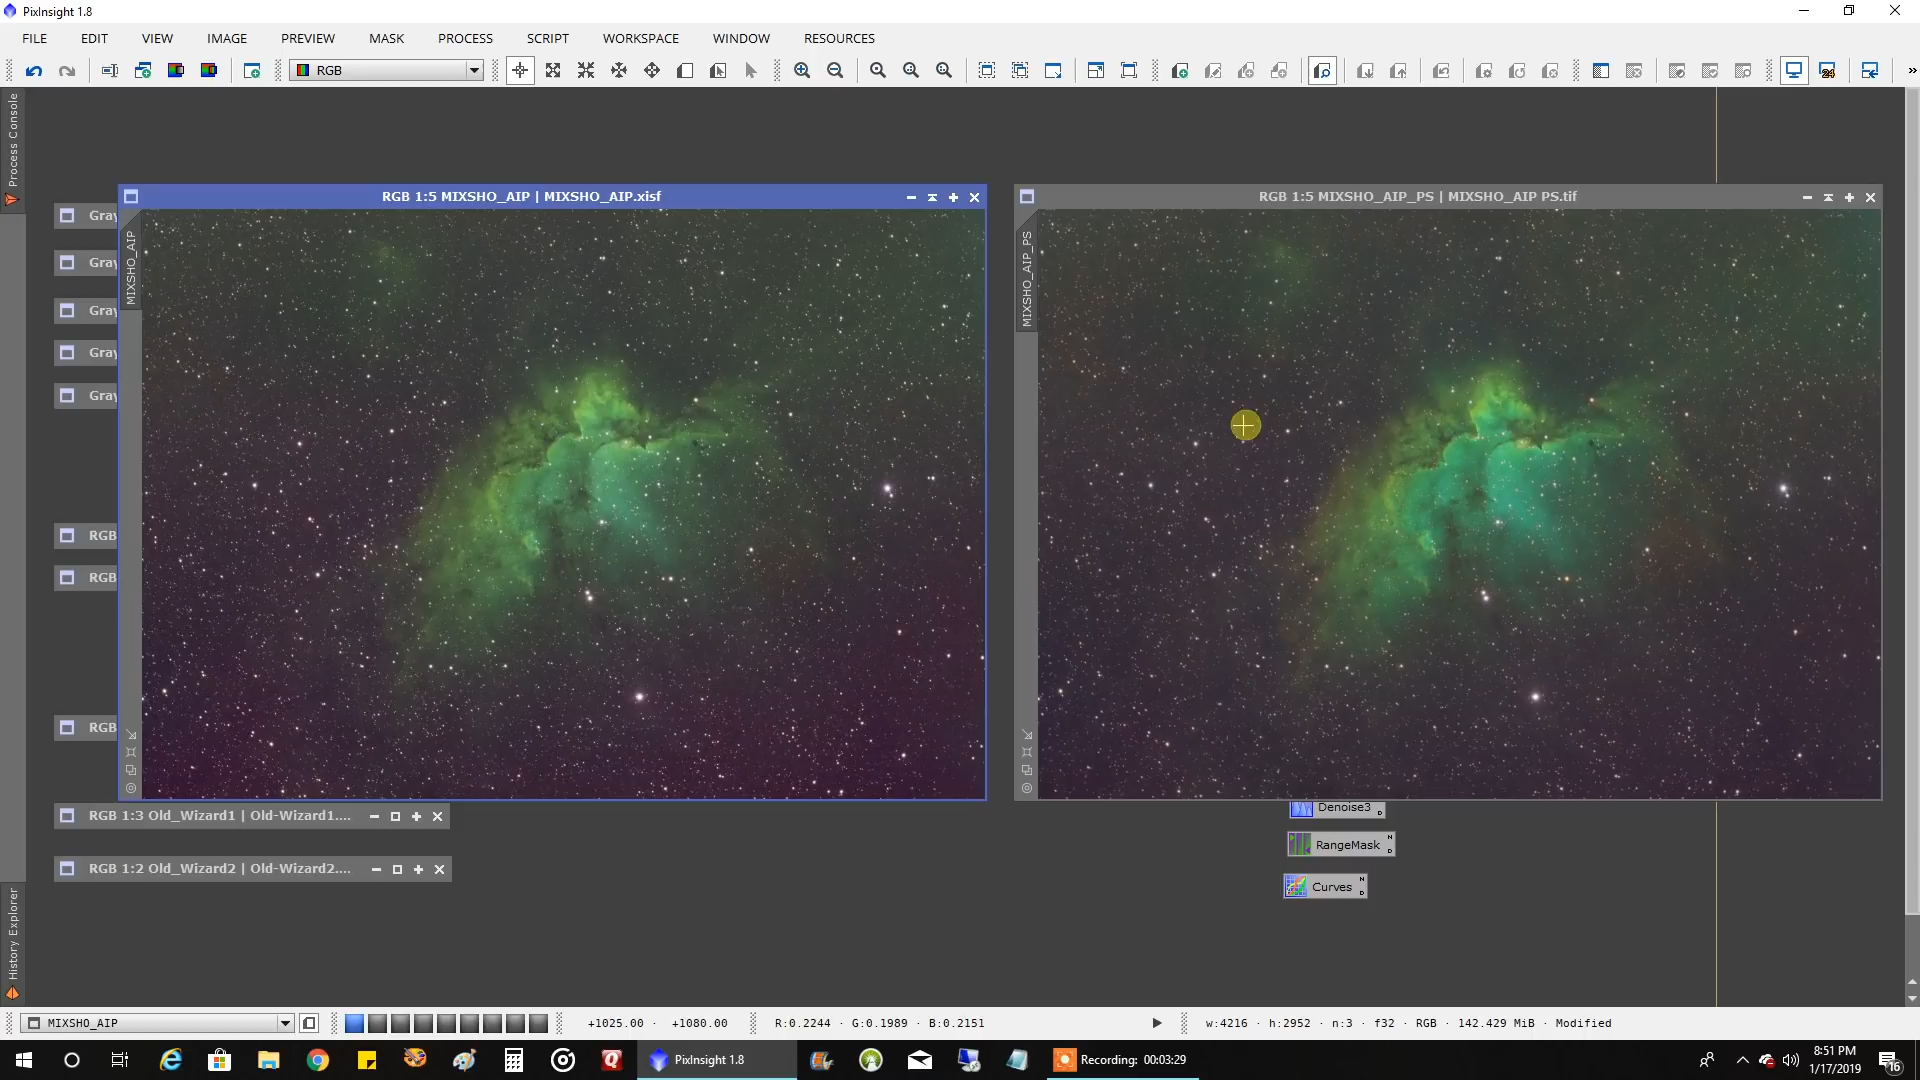 PixInsight 1.8
FILE EDIT VIEW IMAGE PREVIEW MASK PROCESS SCRIPT WORKSPACE WINDOW RESOURCES
RGB
24
Process Console
RGB 1:5 MIXSHO_AIP | MIXSHO_AIP.xisf
RGB 1:5 MIXSHO_AIP_PS | MIXSHO_AIP PS.tif
MIXSHO_AIP
MIXSHO_AIP_PS
Gray
Gray
Gray
Gray
Gray
RGB
RGB
RGB
RGB 1:3 Old_Wizard1 | Old-Wizard1....
RGB 1:2 Old_Wizard2 | Old-Wizard2....
Denoise3
D
RangeMask
N
D
Curves
N
D
History Explorer
MIXSHO_AIP
+1025.00 · +1080.00
R:0.2244 · G:0.1989 · B:0.2151
w:4216 · h:2952 · n:3 · f32 · RGB · 142.429 MiB · Modified
PixInsight 1.8
Recording: 00:03:29
8:51 PM
1/17/2019
16